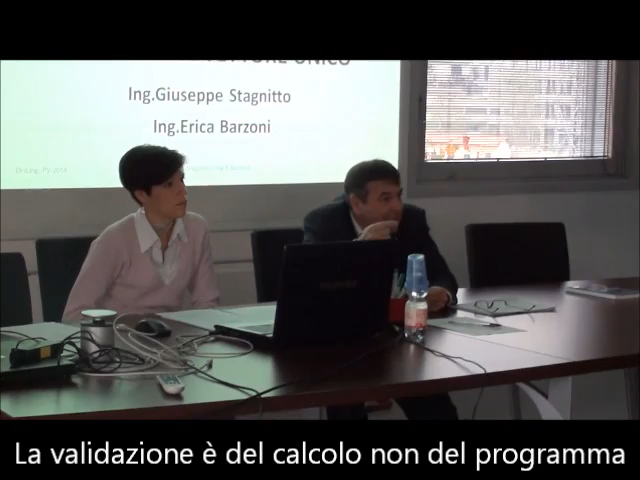 Ing.Giuseppe Stagnitto
Ing.Erica Barzoni
La validazione è del calcolo non del programma